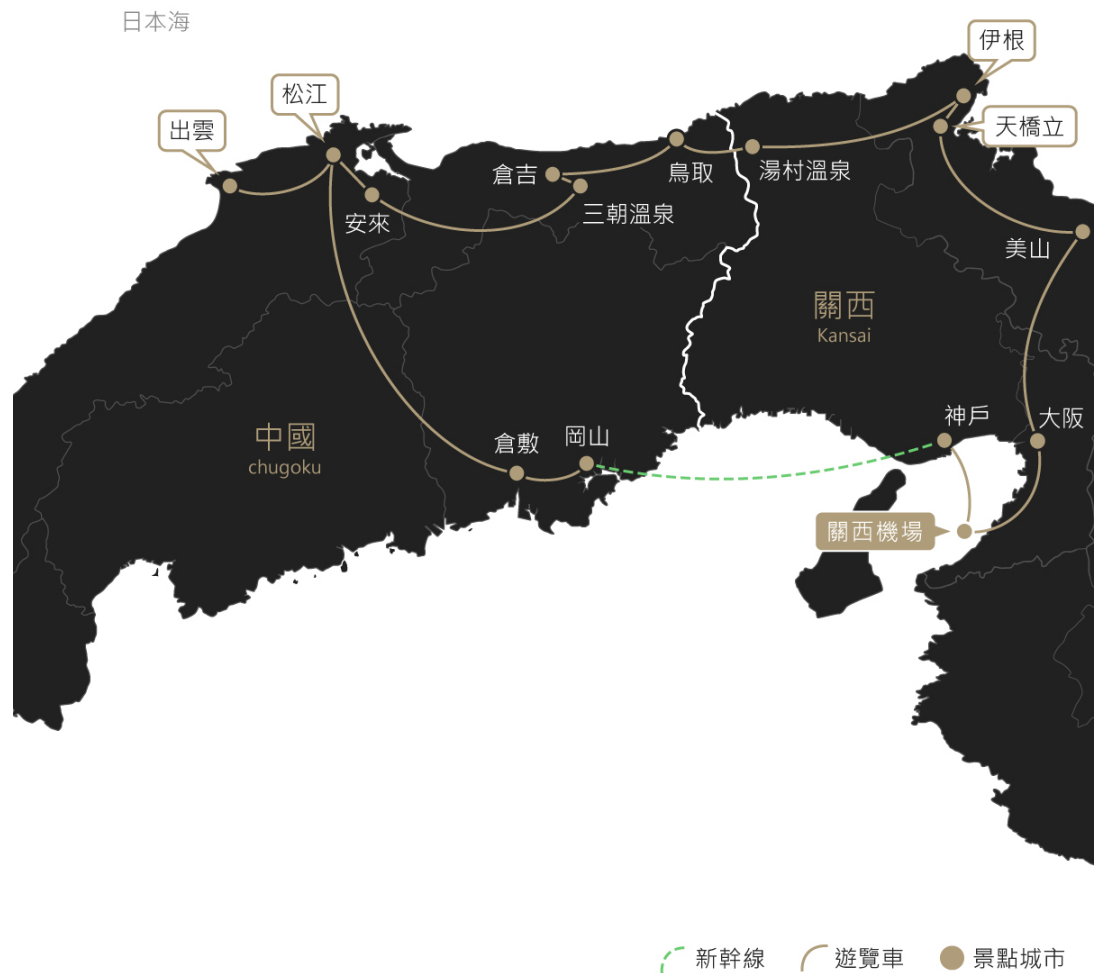 日本海
伊根
松江
天橋立
出雲
倉吉
鳥取
湯村溫泉
安來
三朝溫泉
美山
關西
Kansai
神戶
大阪
中國
chugoku
倉敷
岡山
關西機場
新幹線
遊覽車
景點城市